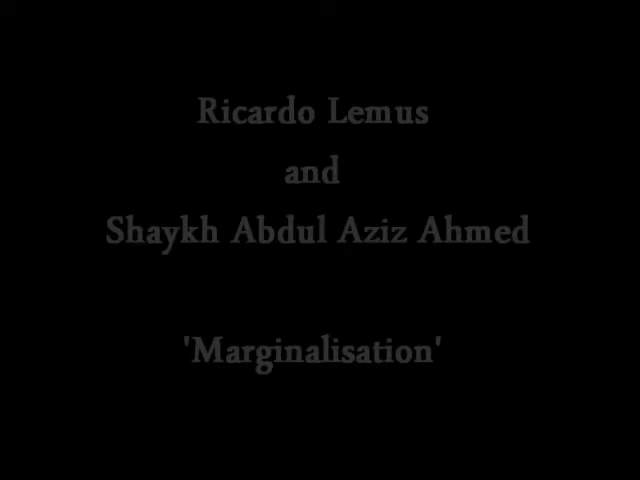 Ricardo Lemus
and
Shaykh Abdul Aziz Ahmed
'Marginalisation'